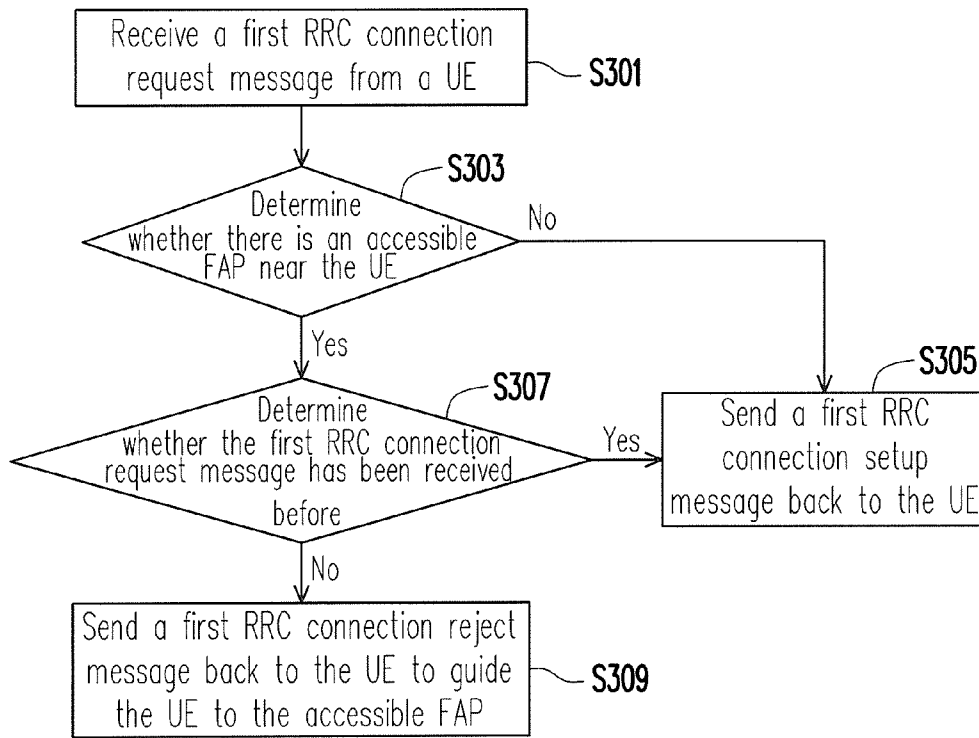 Receive a first RRC connection
request message from a UE
S301
S303
Determine
whether there is an accessible
FAP near the UE
No
Yes
S307
S305
Determine
whether the first RRC connection
request message has been received
before
Yes
Send a first RRC
connection setup
message back to the UE
No
Send a first RRC connection reject
message back to the UE to guide
the UE to the accessible FAP
S309